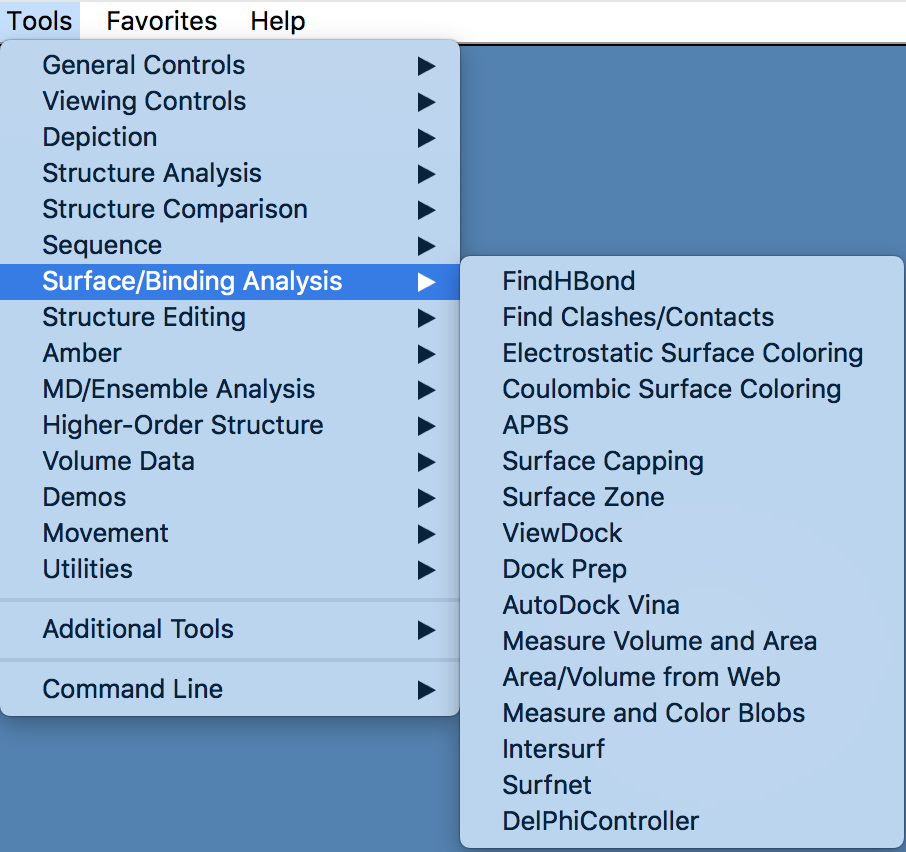 Tools Favorites Help
General Controls
Viewing Controls
Depiction
Structure Analysis
Structure Comparison
Sequence
Surface/Binding Analysis
Structure Editing
Amber
MD/Ensemble Analysis
Higher-Order Structure
Volume Data
Demos
Movement
Utilities
Additional Tools
Command Line
FindHBond
Find Clashes/Contacts
Electrostatic Surface Coloring
Coulombic Surface Coloring
APBS
Surface Capping
Surface Zone
ViewDock
Dock Prep
AutoDock Vina
Measure Volume and Area
Area/Volume from Web
Measure and Color Blobs
Intersurf
Surfnet
DelPhiController